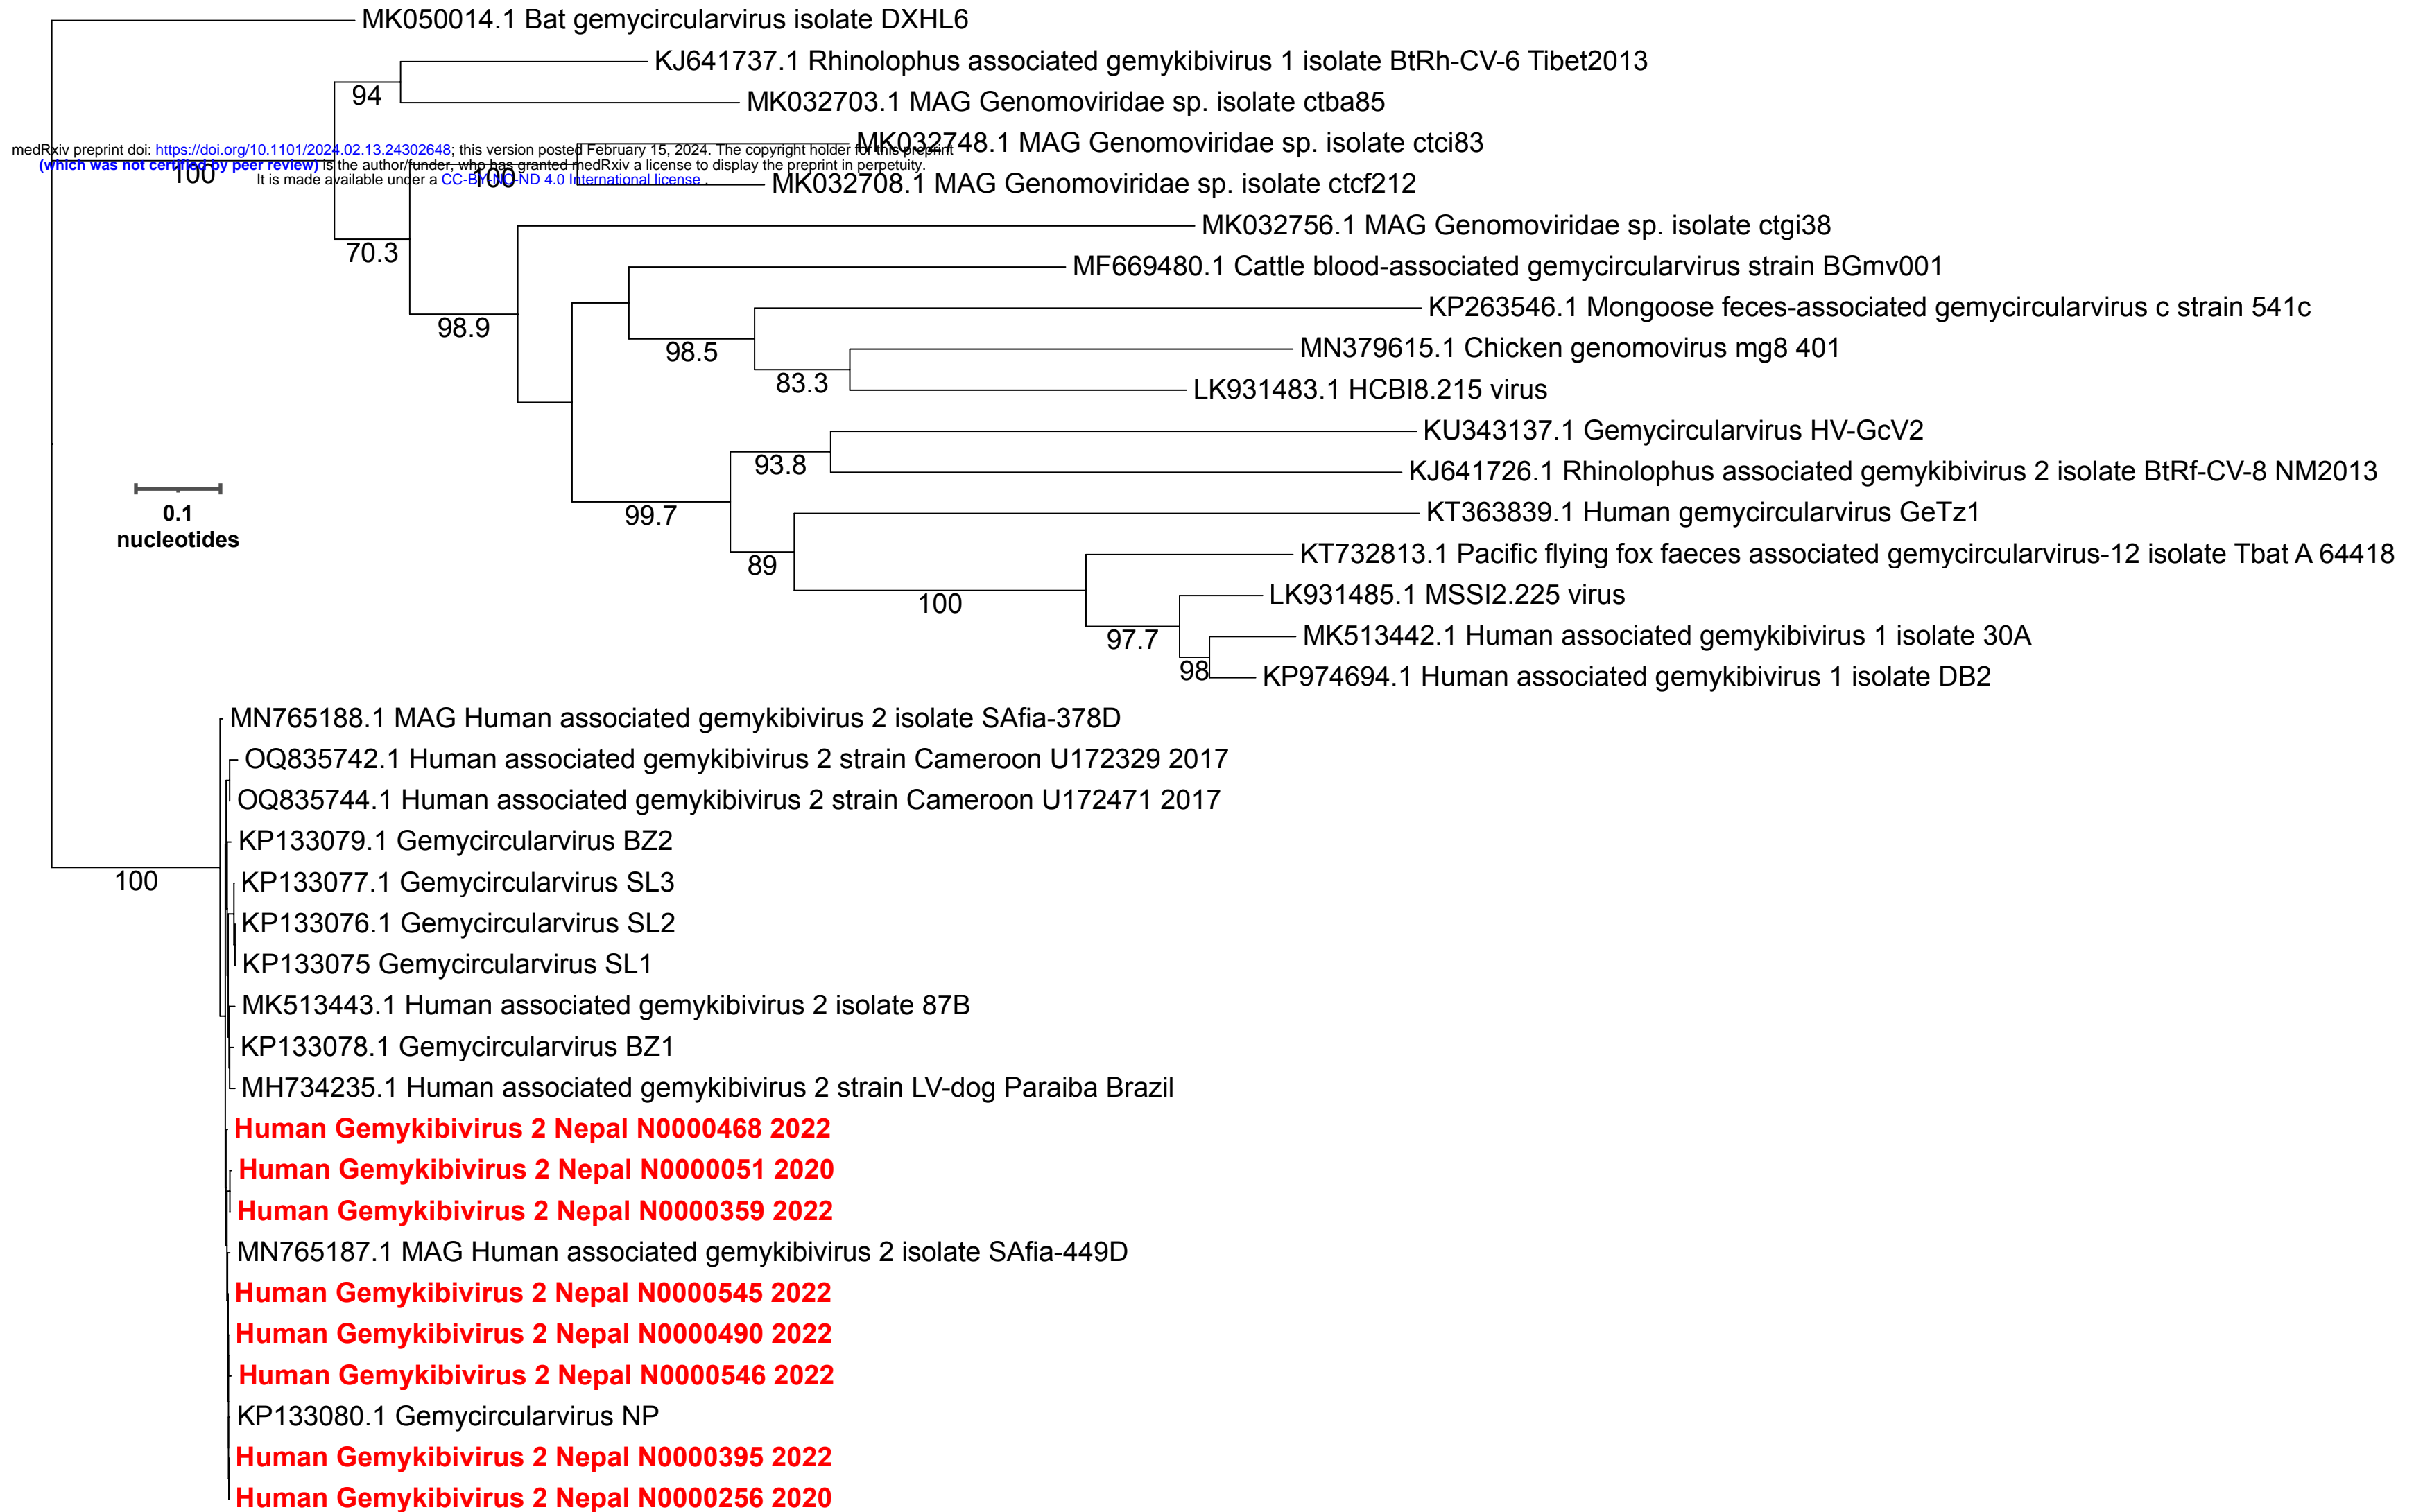 MK050014.1 Bat gemycircularvirus isolate DXHL6
KJ641737.1 Rhinolophus associated gemykibivirus 1 isolate BtRh-CV-6 Tibet2013
94
MK032703.1 MAG Genomoviridae sp. isolate ctba85
MK032748.1 MAG Genomoviridae sp. isolate ctci83
medRxiv preprint doi: https://doi.org/10.1101/2024.02.13.24302648; this version posted February 15, 2024. The copyright holder for this preprint
(which was not certified by peer review) is the author/funder, who has granted medRxiv a license to display the preprint in perpetuity.
It is made available under a CC-BY-NC-ND 4.0 International license .
100
100
MK032708.1 MAG Genomoviridae sp. isolate ctcf212
MK032756.1 MAG Genomoviridae sp. isolate ctgi38
70.3
MF669480.1 Cattle blood-associated gemycircularvirus strain BGmv001
KP263546.1 Mongoose feces-associated gemycircularvirus c strain 541c
98.9
98.5
MN379615.1 Chicken genomovirus mg8 401
83.3
LK931483.1 HCBI8.215 virus
KU343137.1 Gemycircularvirus HV-GcV2
93.8
KJ641726.1 Rhinolophus associated gemykibivirus 2 isolate BtRf-CV-8 NM2013
0.1
nucleotides
99.7
KT363839.1 Human gemycircularvirus GeTz1
KT732813.1 Pacific flying fox faeces associated gemycircularvirus-12 isolate Tbat A 64418
89
100
LK931485.1 MSSI2.225 virus
MK513442.1 Human associated gemykibivirus 1 isolate 30A
97.7
98
KP974694.1 Human associated gemykibivirus 1 isolate DB2
MN765188.1 MAG Human associated gemykibivirus 2 isolate SAfia-378D
OQ835742.1 Human associated gemykibivirus 2 strain Cameroon U172329 2017
OQ835744.1 Human associated gemykibivirus 2 strain Cameroon U172471 2017
KP133079.1 Gemycircularvirus BZ2
100
KP133077.1 Gemycircularvirus SL3
KP133076.1 Gemycircularvirus SL2
KP133075 Gemycircularvirus SL1
MK513443.1 Human associated gemykibivirus 2 isolate 87B
KP133078.1 Gemycircularvirus BZ1
MH734235.1 Human associated gemykibivirus 2 strain LV-dog Paraiba Brazil
Human Gemykibivirus 2 Nepal N0000468 2022
Human Gemykibivirus 2 Nepal N0000051 2020
Human Gemykibivirus 2 Nepal N0000359 2022
MN765187.1 MAG Human associated gemykibivirus 2 isolate SAfia-449D
Human Gemykibivirus 2 Nepal N0000545 2022
Human Gemykibivirus 2 Nepal N0000490 2022
Human Gemykibivirus 2 Nepal N0000546 2022
KP133080.1 Gemycircularvirus NP
Human Gemykibivirus 2 Nepal N0000395 2022
Human Gemykibivirus 2 Nepal N0000256 2020